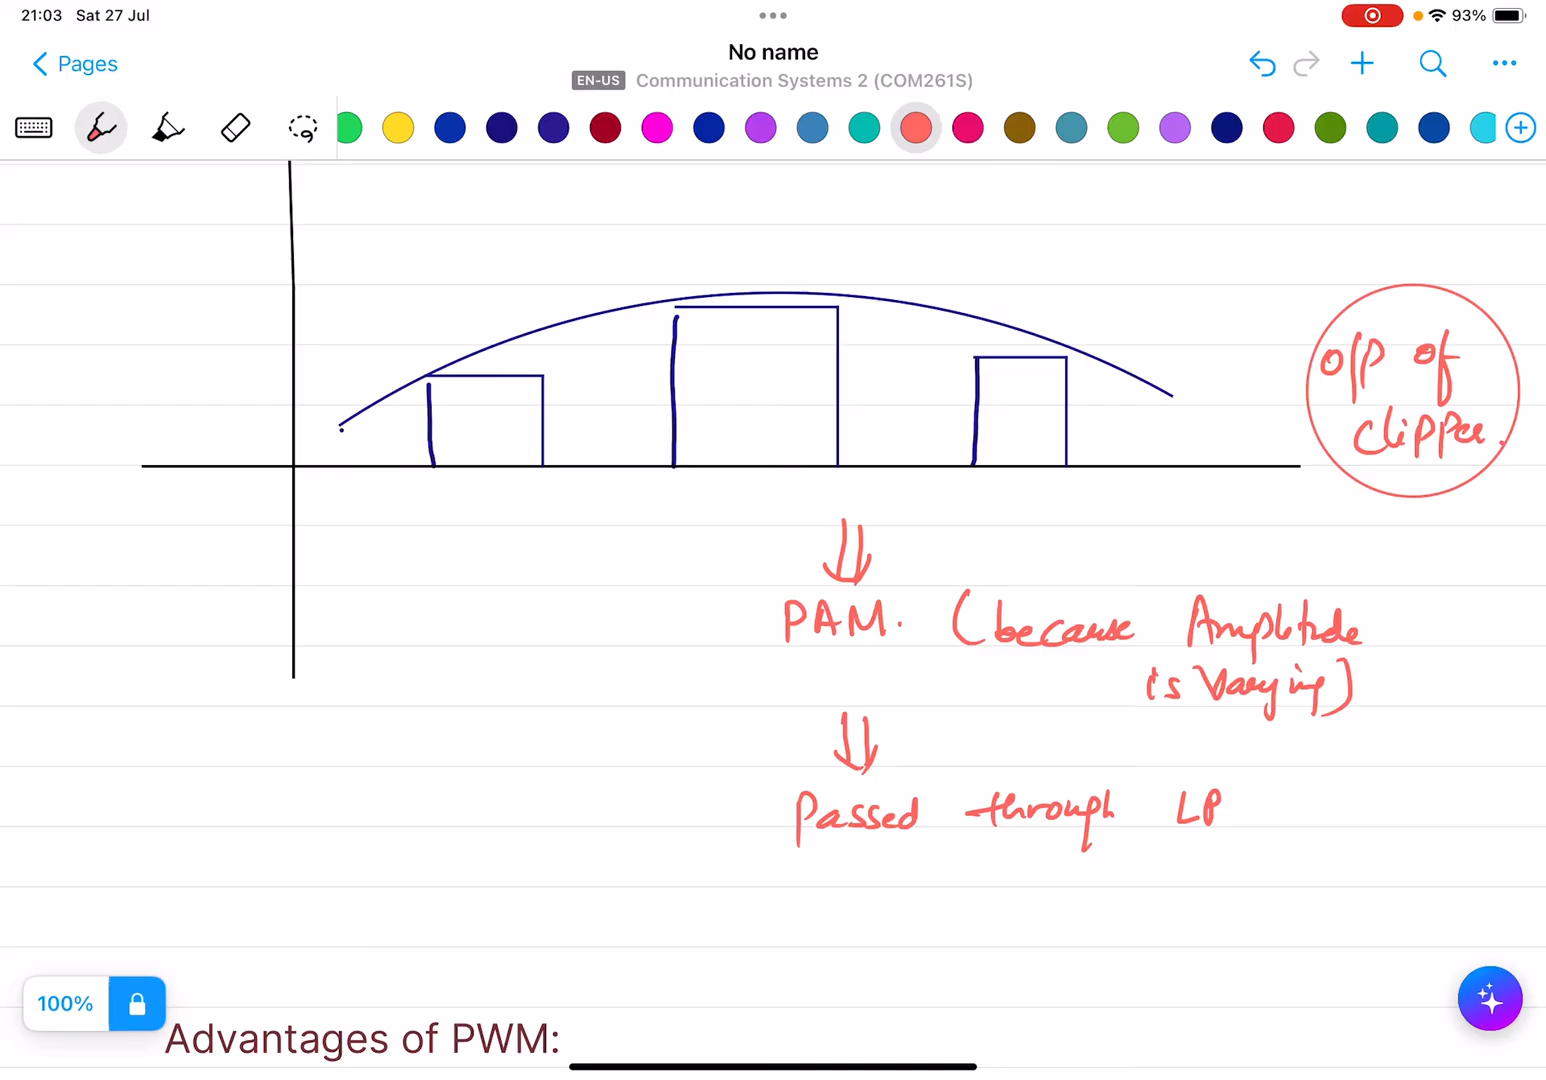 21:03 Sat 27 Jul
93%
Pages
No name
EN-US Communication Systems 2 (COM261S)
O/P of
Clipper.
PAM. (because Amplitude
is Varying)
Passed through LP
100%
Advantages of PWM: